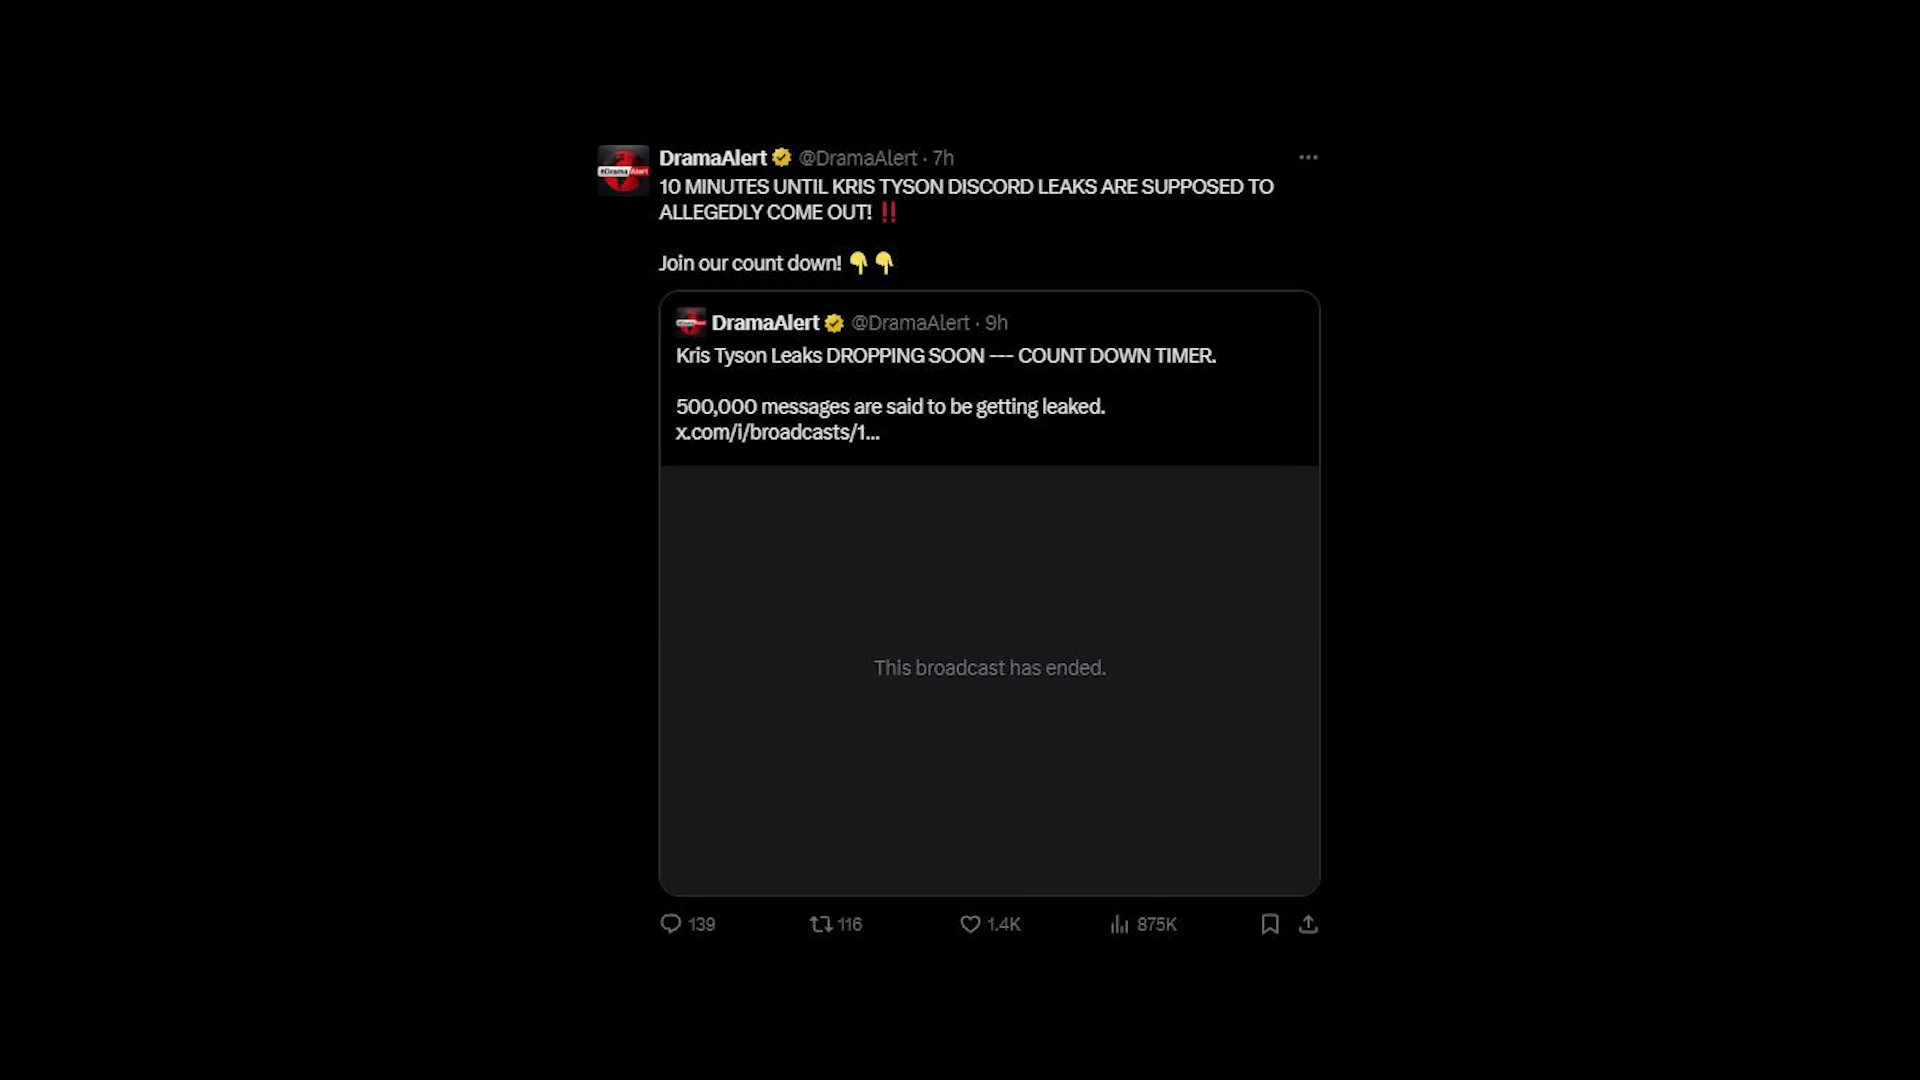 DramaAlert @DramaAlert · 7h
10 MINUTES UNTIL KRIS TYSON DISCORD LEAKS ARE SUPPOSED TO
ALLEGEDLY COME OUT! ‼️
Join our count down! 👇👇
#DramaAlert
DramaAlert @DramaAlert · 9h
Kris Tyson Leaks DROPPING SOON --- COUNT DOWN TIMER.
500,000 messages are said to be getting leaked.
x.com/i/broadcasts/1...
This broadcast has ended.
139 116 1.4K 875K